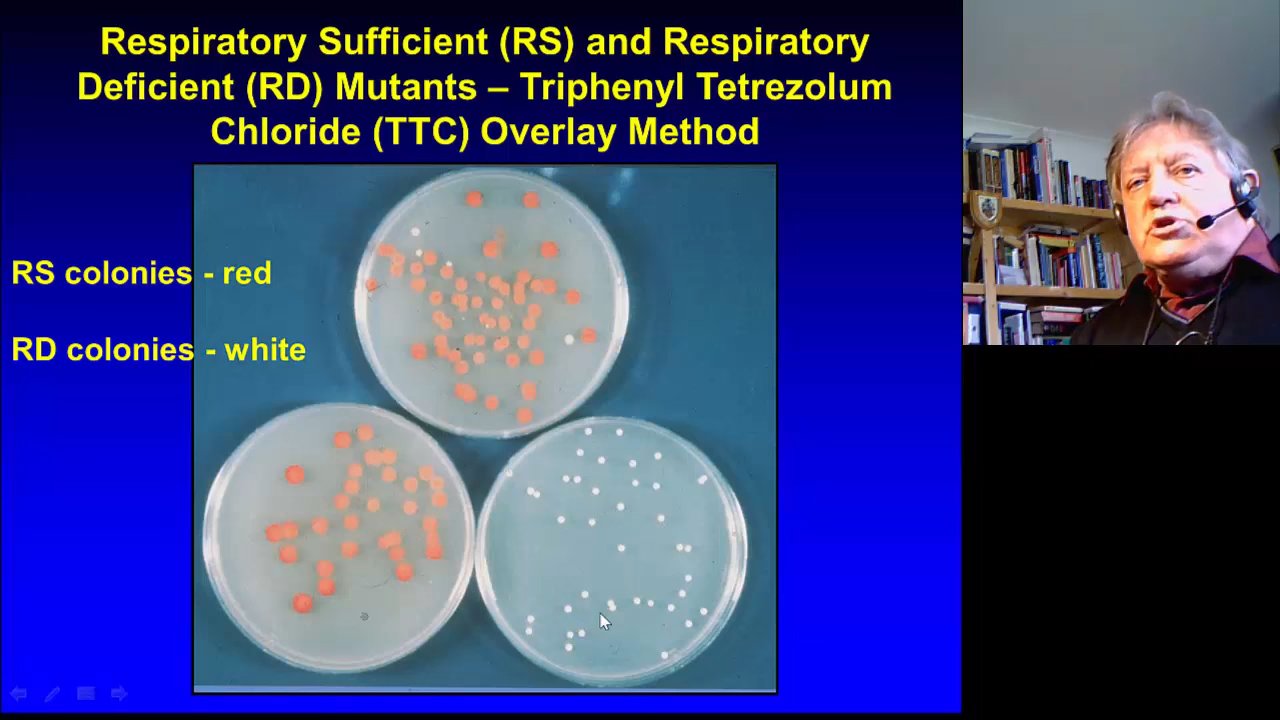 Respiratory Sufficient (RS) and Respiratory
Deficient (RD) Mutants – Triphenyl Tetrezolum
Chloride (TTC) Overlay Method
RS colonies - red
RD colonies - white